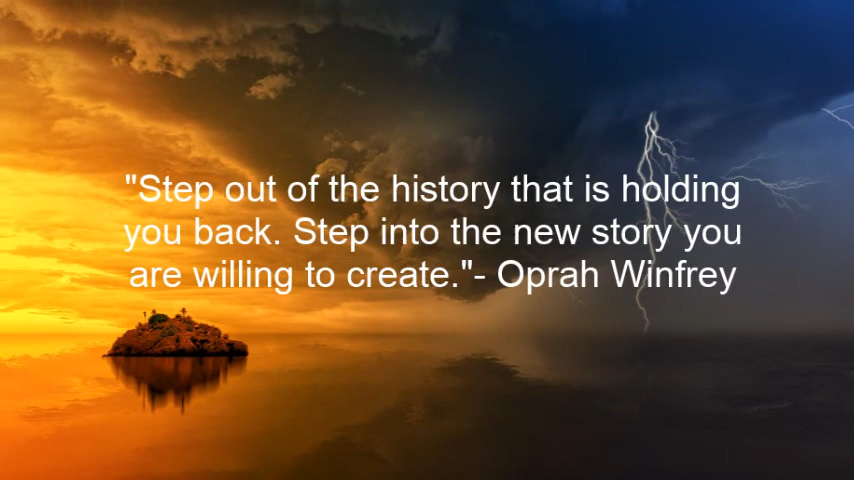 "Step out of the history that is holding
you back. Step into the new story you
are willing to create."- Oprah Winfrey